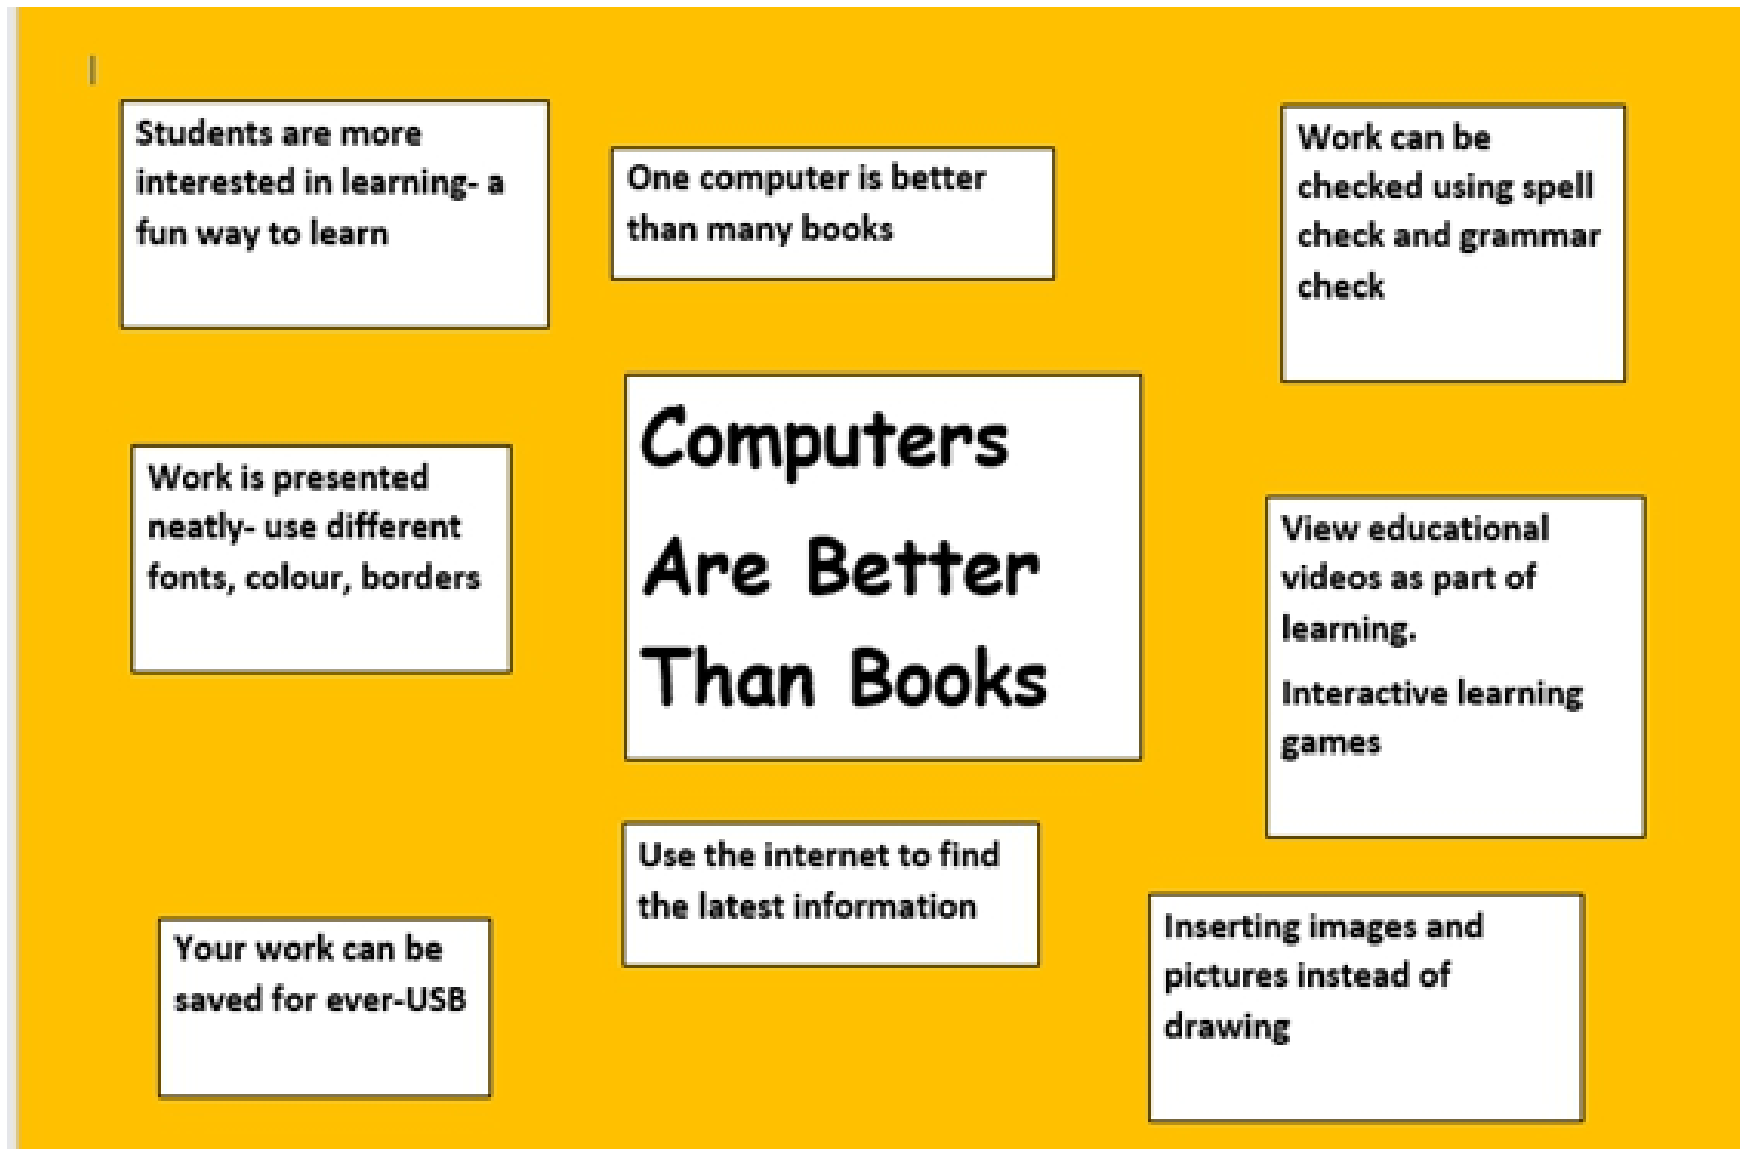 Students are more
interested in learning- a
fun way to learn
One computer is better
than many books
Work can be
checked using spell
check and grammar
check
Work is presented
neatly- use different
fonts, colour, borders
Computers
Are Better
Than Books
View educational
videos as part of
learning.
Interactive learning
games
Your work can be
saved for ever-USB
Use the internet to find
the latest information
Inserting images and
pictures instead of
drawing